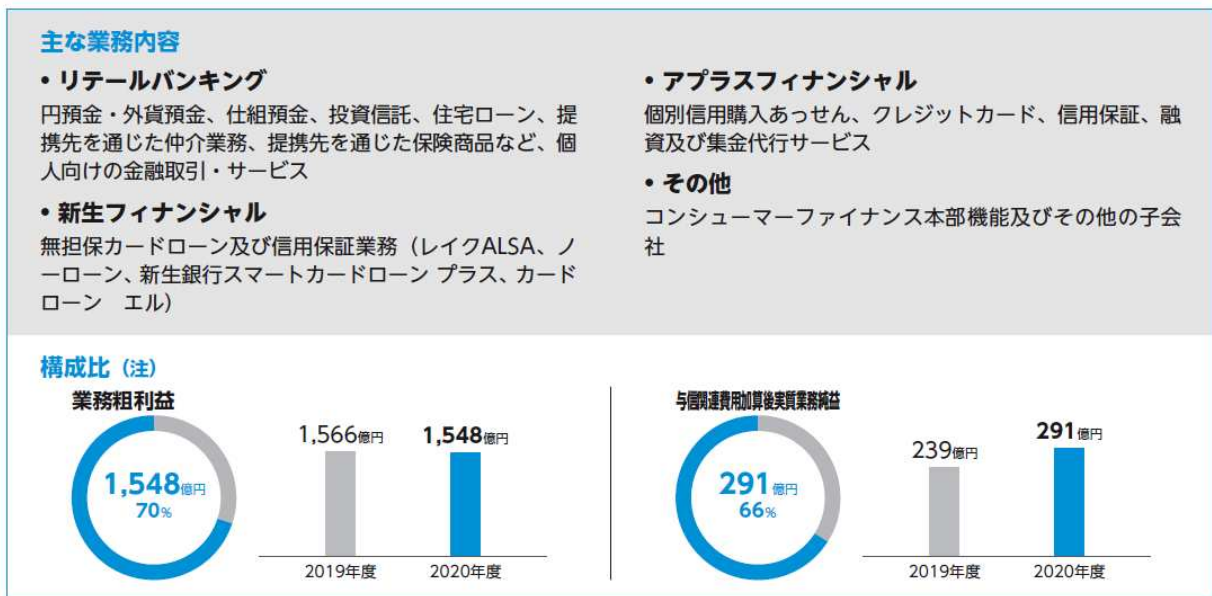 主な業務内容
• リテールバンキング
円預金・外貨預金、仕組預金、投資信託、住宅ローン、提
携先を通じた仲介業務、提携先を通じた保険商品など、個
人向けの金融取引・サービス
• 新生フィナンシャル
無担保カードローン及び信用保証業務（レイクALSA、ノ
ーローン、新生銀行スマートカードローン プラス、カード
ローン　エル）
• アプラスフィナンシャル
個別信用購入あっせん、クレジットカード、信用保証、融
資及び集金代行サービス
• その他
コンシューマーファイナンス本部機能及びその他の子会
社
構成比（注）
業務粗利益
1,548億円
70%
1,566億円
1,548億円
2019年度
2020年度
与信関連費用加算後実質業務純益
291億円
66%
239億円
291億円
2019年度
2020年度